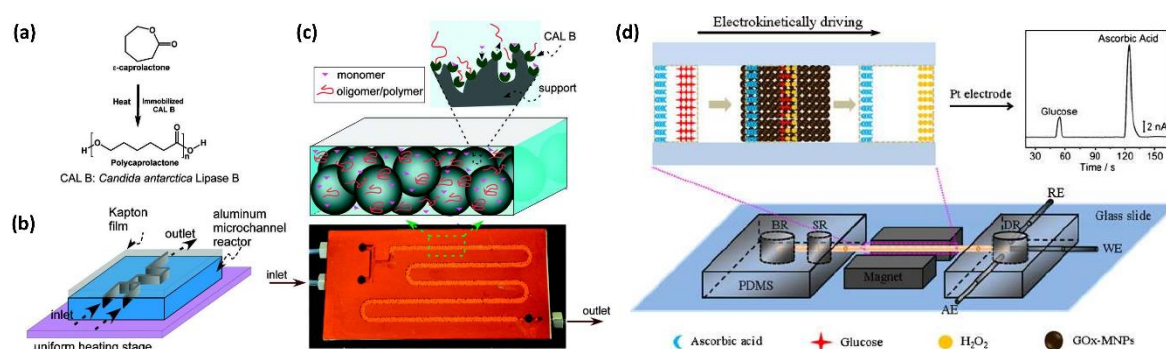 (a)
ε-caprolactone
Heat
Immobilized
CAL B
H
O
O
O
n
O
H
Polycaprolactone
CAL B: Candida antarctica Lipase B
(b)
Kapton
film
outlet
aluminum
microchannel
reactor
inlet
uniform heating stage
(c)
CAL B
monomer
oligomer/polymer
support
inlet
outlet
(d)
Electrokinetically driving
Pt electrode
Ascorbic Acid
Glucose
2 nA
30 60 90 120 150
Time / s
BR
SR
DR
RE
Glass slide
WE
AE
Magnet
PDMS
Ascorbic acid
Glucose
H₂O₂
GOx-MNPs